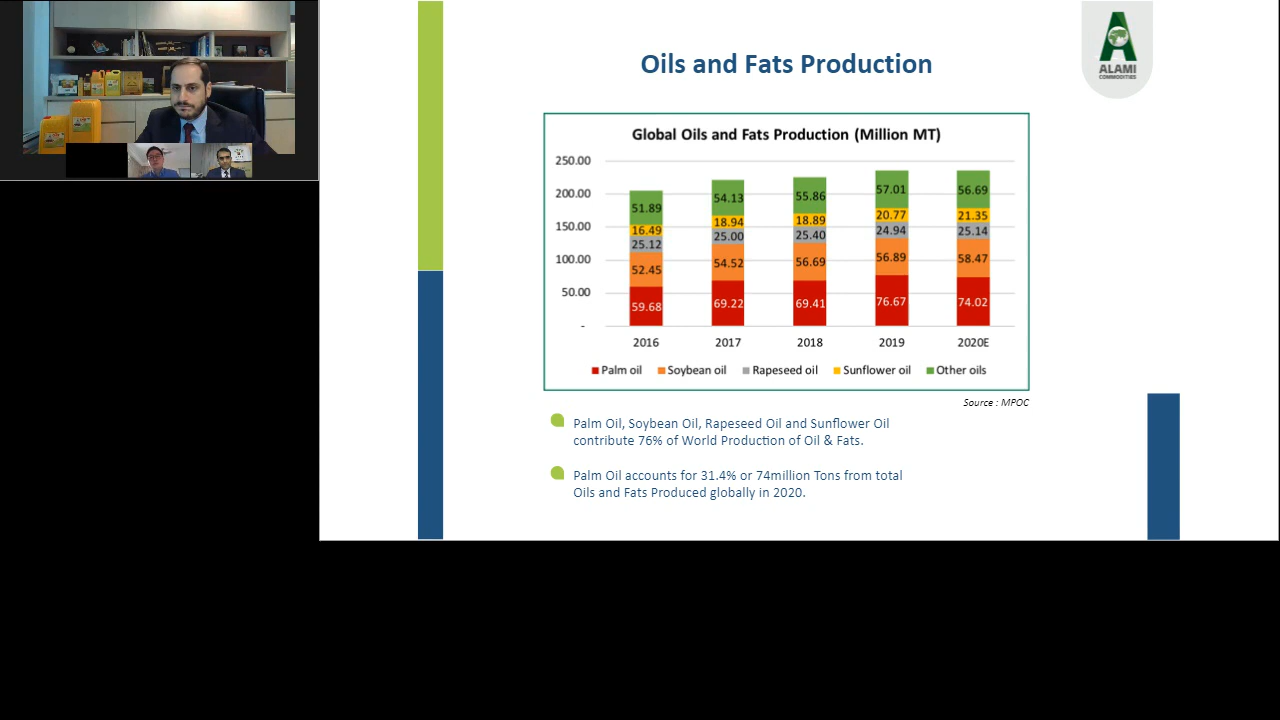 Oils and Fats Production
ALAMI
COMMODITIES
Global Oils and Fats Production (Million MT)
250.00
200.00
150.00
100.00
50.00
-
51.89
16.49
25.12
52.45
59.68
54.13
18.94
25.00
54.52
69.22
55.86
18.89
25.40
56.69
69.41
57.01
20.77
24.94
56.89
76.67
56.69
21.35
25.14
58.47
74.02
2016 2017 2018 2019 2020E
Palm oil Soybean oil Rapeseed oil Sunflower oil Other oils
Source : MPOC
Palm Oil, Soybean Oil, Rapeseed Oil and Sunflower Oil
contribute 76% of World Production of Oil & Fats.
Palm Oil accounts for 31.4% or 74million Tons from total
Oils and Fats Produced globally in 2020.